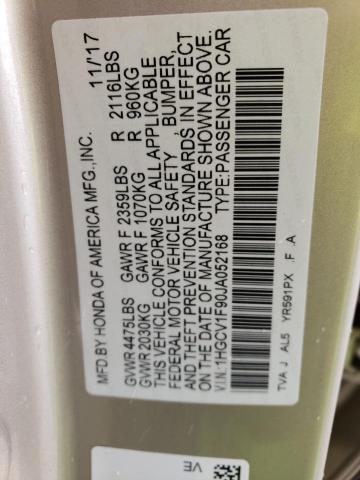 MFD BY HONDA OF AMERICA MFG.,INC. 11/'17
GVWR 4475LBS GAWR F 2359LBS R 2116LBS
GVWR 2030KG GAWR F 1070KG R 960KG
THIS VEHICLE CONFORMS TO ALL APPLICABLE
FEDERAL MOTOR VEHICLE SAFETY , BUMPER,
AND THEFT PREVENTION STANDARDS IN EFFECT
ON THE DATE OF MANUFACTURE SHOWN ABOVE.
V.I.N.:1HGCV1F90JA052168 TYPE:PASSENGER CAR
TVA J AL5 YR591PX .F .A
VE